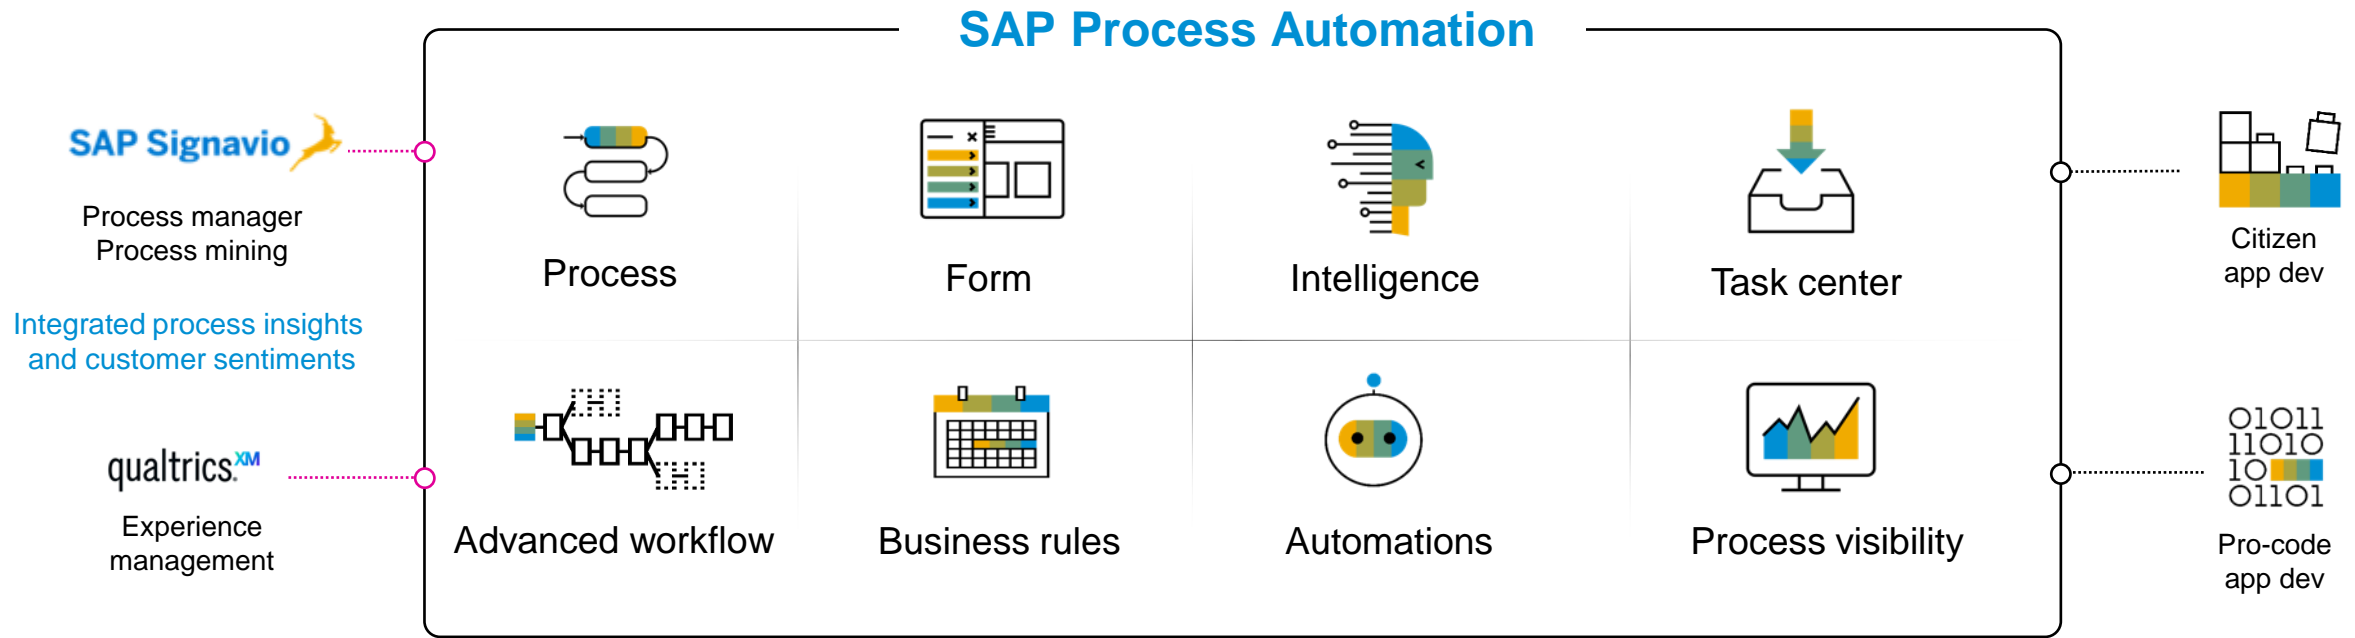 SAP Process Automation
SAP Signavio
Process manager
Process mining
Integrated process insights
and customer sentiments
qualtrics.XM
Experience
management
Process
Form
Intelligence
Task center
Advanced workflow
Business rules
Automations
Process visibility
Citizen
app dev
01011
11010
10
01101
Pro-code
app dev